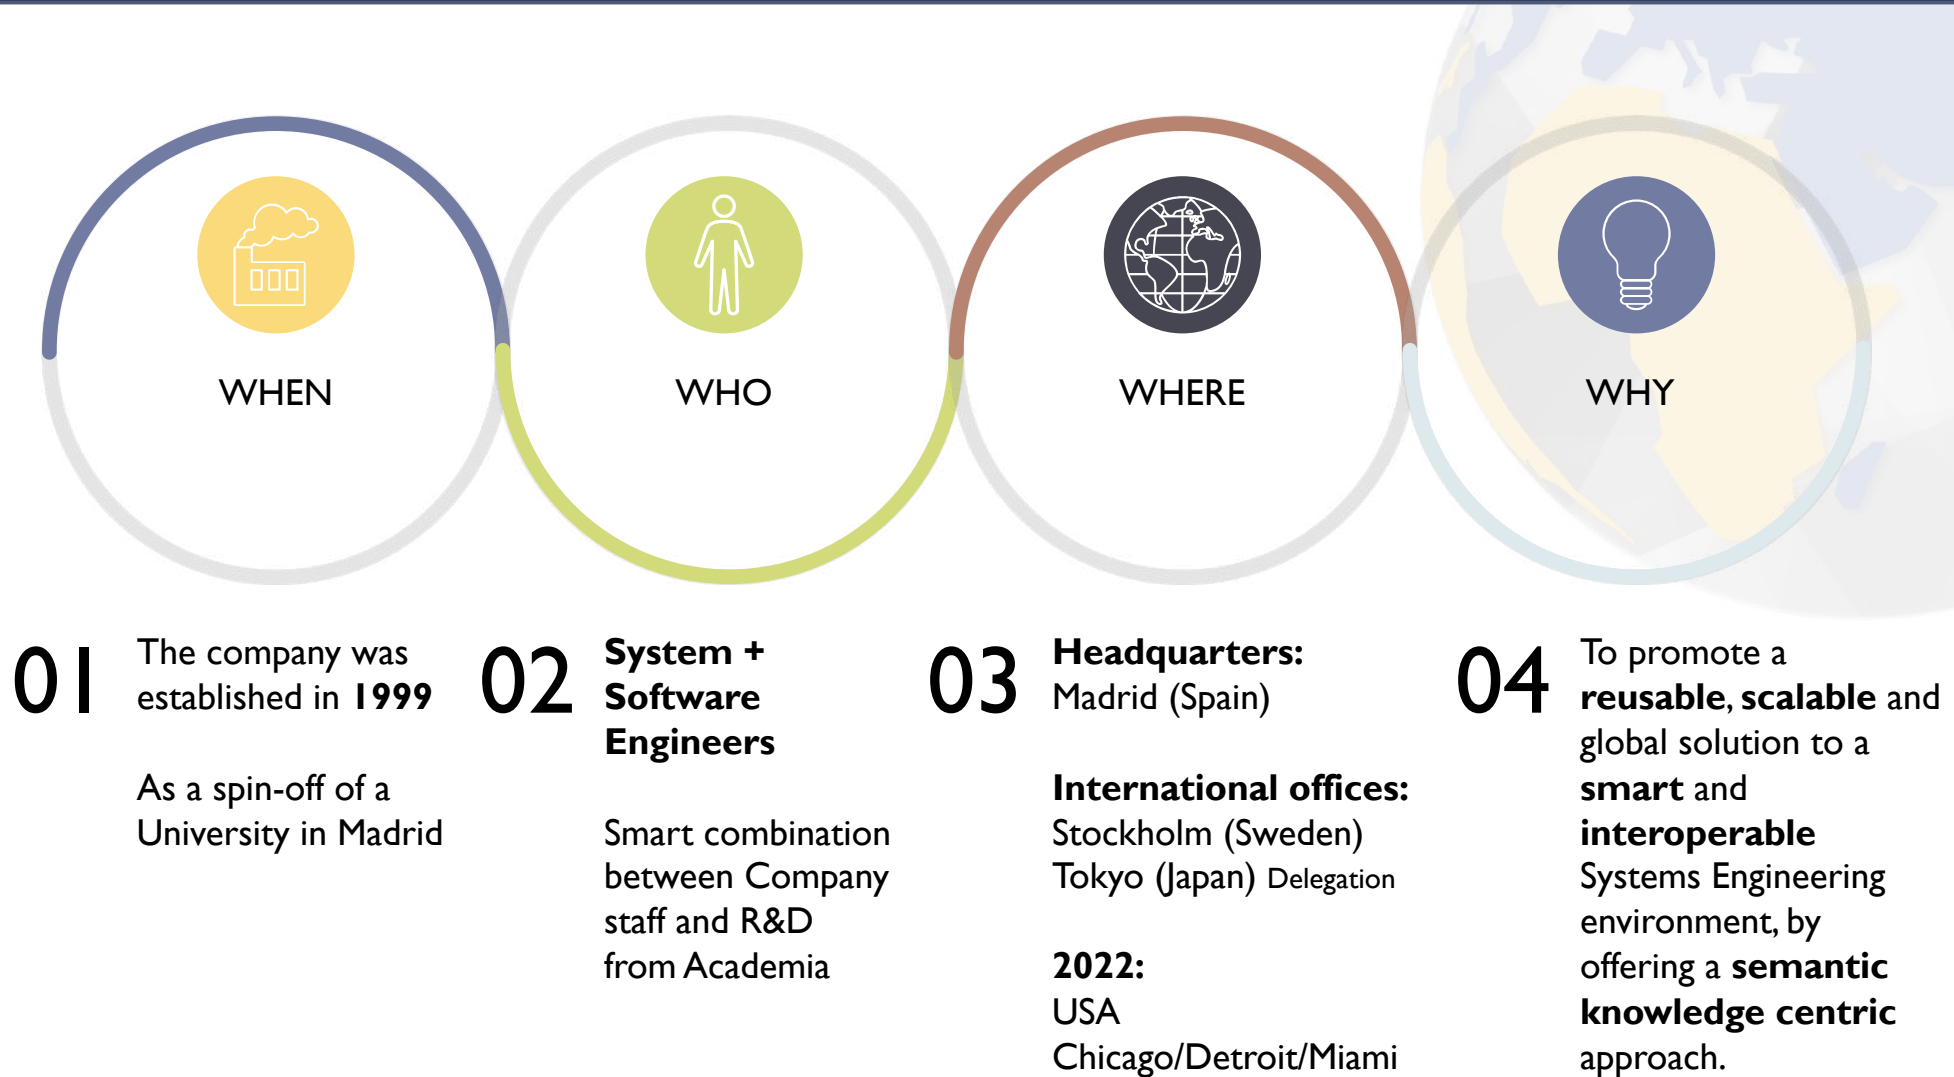 WHEN
WHO
WHERE
WHY
01
The company was
established in 1999
As a spin-off of a
University in Madrid
02
System +
Software
Engineers
Smart combination
between Company
staff and R&D
from Academia
03
Headquarters:
Madrid (Spain)
International offices:
Stockholm (Sweden)
Tokyo (Japan) Delegation
2022:
USA
Chicago/Detroit/Miami
04
To promote a
reusable, scalable and
global solution to a
smart and
interoperable
Systems Engineering
environment, by
offering a semantic
knowledge centric
approach.